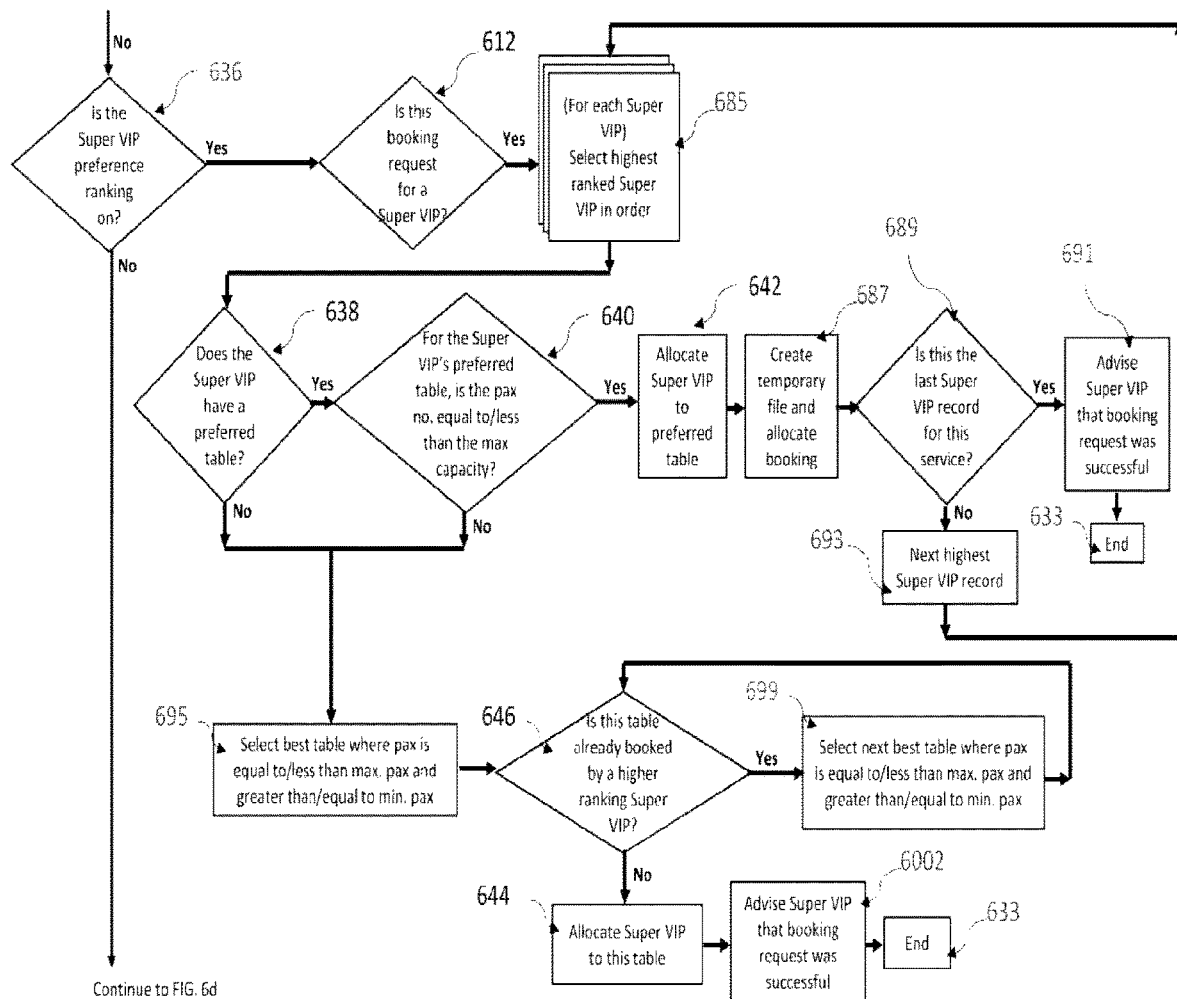 No
636
Is the
Super VIP
preference
ranking
on?
Yes
No
612
Is this
booking
request
for a
Super VIP?
Yes
685
(For each Super
VIP)
Select highest
ranked Super
VIP in order
638
Does the
Super VIP
have a
preferred
table?
Yes
No
640
For the Super
VIP's preferred
table, is the pax
no. equal to/less
than the max
capacity?
Yes
No
642
Allocate
Super VIP
to
preferred
table
687
Create
temporary
file and
allocate
booking
689
Is this the
last Super
VIP record
for this
service?
Yes
No
691
Advise
Super VIP
that booking
request was
successful
633
End
693
Next highest
Super VIP record
695
Select best table where pax is
equal to/less than max. pax and
greater than/equal to min. pax
646
Is this table
already booked
by a higher
ranking Super
VIP?
Yes
No
699
Select next best table where pax
is equal to/less than max. pax and
greater than/equal to min. pax
644
Allocate Super VIP
to this table
6002
Advise Super VIP
that booking
request was
successful
End
633
Continue to FIG. 6d